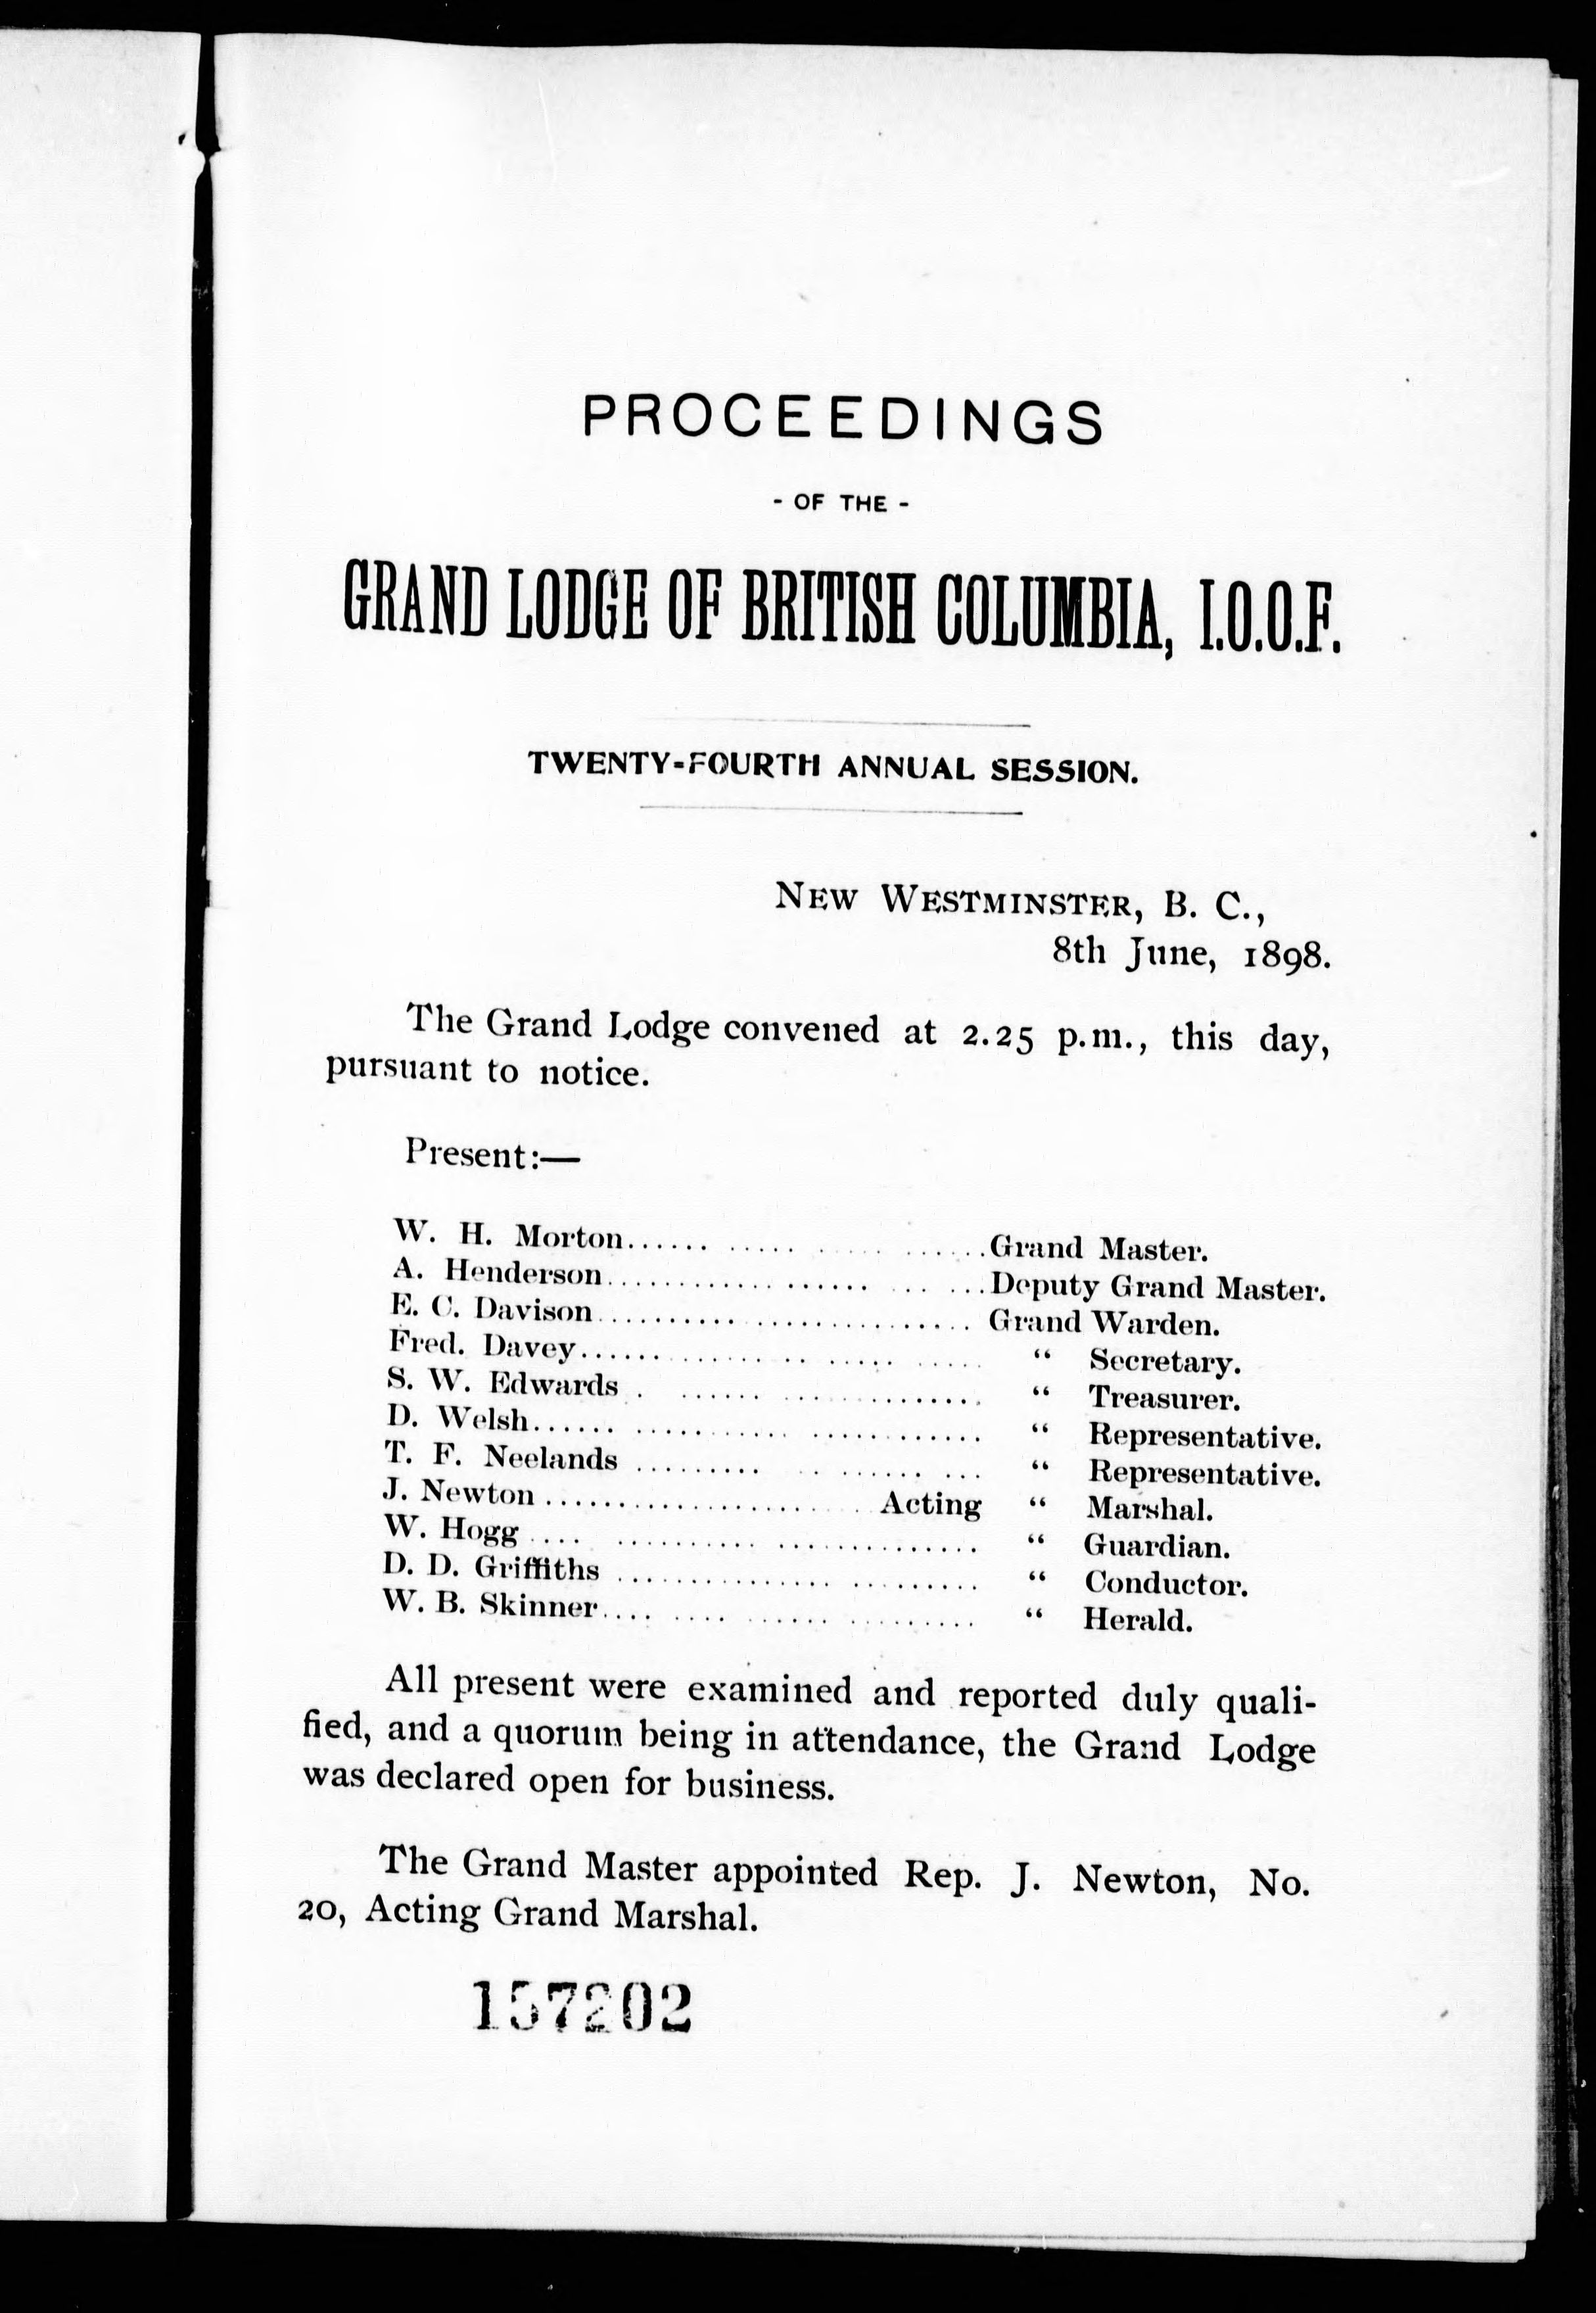 PROCEEDINGS
- OF THE -
GRAND LODGE OF BRITISH COLUMBIA, I.O.O.F.
TWENTY-FOURTH ANNUAL SESSION.
NEW WESTMINSTER, B. C.,
8th June, 1898.
The Grand Lodge convened at 2.25 p.m., this day,
pursuant to notice.
Present:—
W. H. Morton........................Grand Master.
A. Henderson........................Deputy Grand Master.
E. C. Davison........................Grand Warden.
Fred. Davey........................ “ Secretary.
S. W. Edwards........................ “ Treasurer.
D. Welsh........................ “ Representative.
T. F. Neelands........................ “ Representative.
J. Newton........................Acting “ Marshal.
W. Hogg........................ “ Guardian.
D. D. Griffiths........................ “ Conductor.
W. B. Skinner........................ “ Herald.
All present were examined and reported duly quali-
fied, and a quorum being in attendance, the Grand Lodge
was declared open for business.
The Grand Master appointed Rep. J. Newton, No.
20, Acting Grand Marshal.
157202